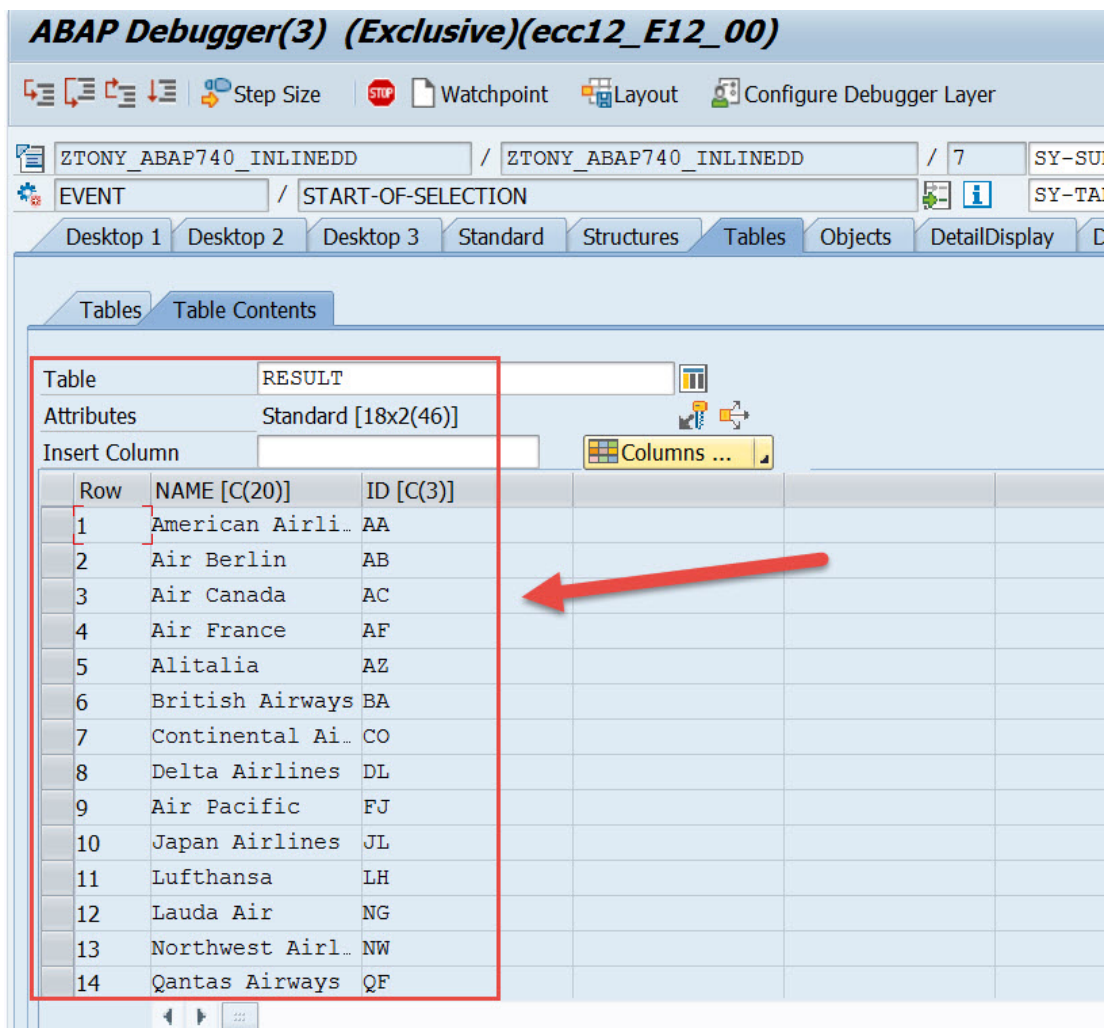 ABAP Debugger(3) (Exclusive)(ecc12_E12_00)
Step Size STOP Watchpoint Layout Configure Debugger Layer
ZTONY_ABAP740_INLINEDD / ZTONY_ABAP740_INLINEDD / 7
EVENT / START-OF-SELECTION
Desktop 1 Desktop 2 Desktop 3 Standard Structures Tables Objects DetailDisplay
Tables Table Contents
Table RESULT
Attributes Standard [18x2(46)]
Insert Column Columns ...
Row NAME [C(20)] ID [C(3)]
1 American Airli… AA
2 Air Berlin AB
3 Air Canada AC
4 Air France AF
5 Alitalia AZ
6 British Airways BA
7 Continental Ai… CO
8 Delta Airlines DL
9 Air Pacific FJ
10 Japan Airlines JL
11 Lufthansa LH
12 Lauda Air NG
13 Northwest Airl… NW
14 Qantas Airways QF